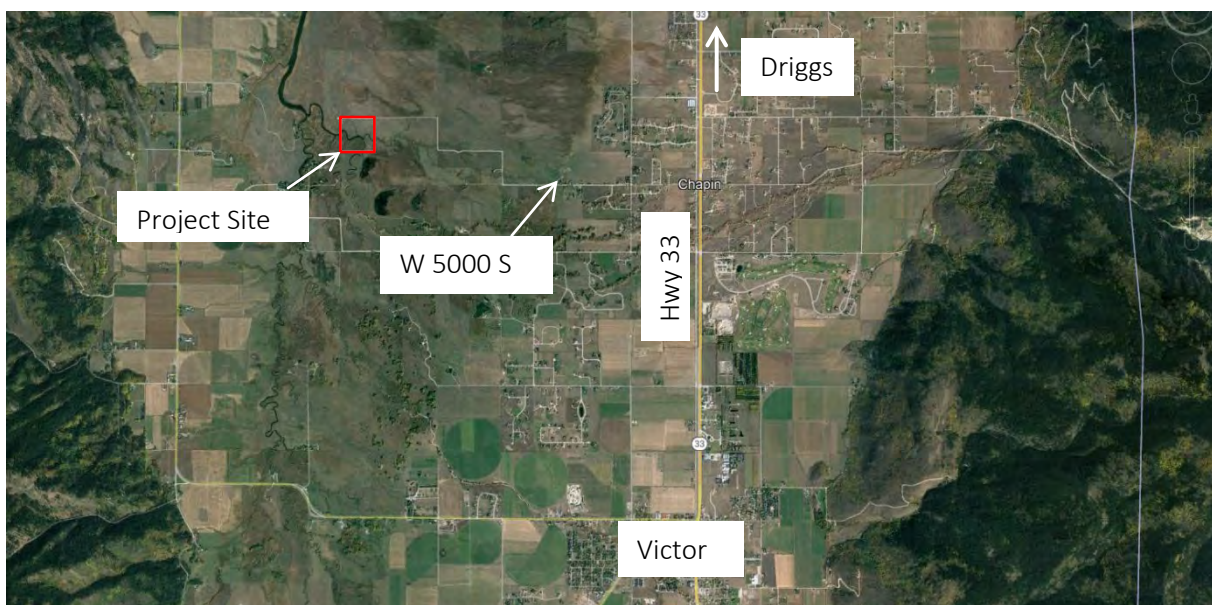 33
Driggs
Project Site
Chapin
W 5000 S
Hwy 33
33
Victor